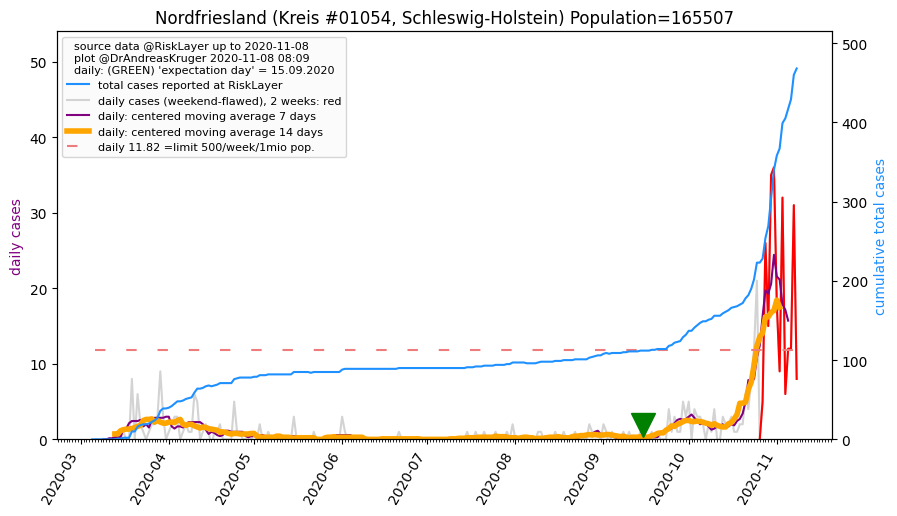 Nordfriesland (Kreis #01054, Schleswig-Holstein) Population=165507
source data @RiskLayer up to 2020-11-08
plot @DrAndreasKruger 2020-11-08 08:09
daily: (GREEN) 'expectation day' = 15.09.2020
total cases reported at RiskLayer
daily cases (weekend-flawed), 2 weeks: red
daily: centered moving average 7 days
daily: centered moving average 14 days
daily 11.82 =limit 500/week/1mio pop.
daily cases
50
40
30
20
10
0
500
400
300
200
100
0
cumulative total cases
2020-03
2020-04
2020-05
2020-06
2020-07
2020-08
2020-09
2020-10
2020-11